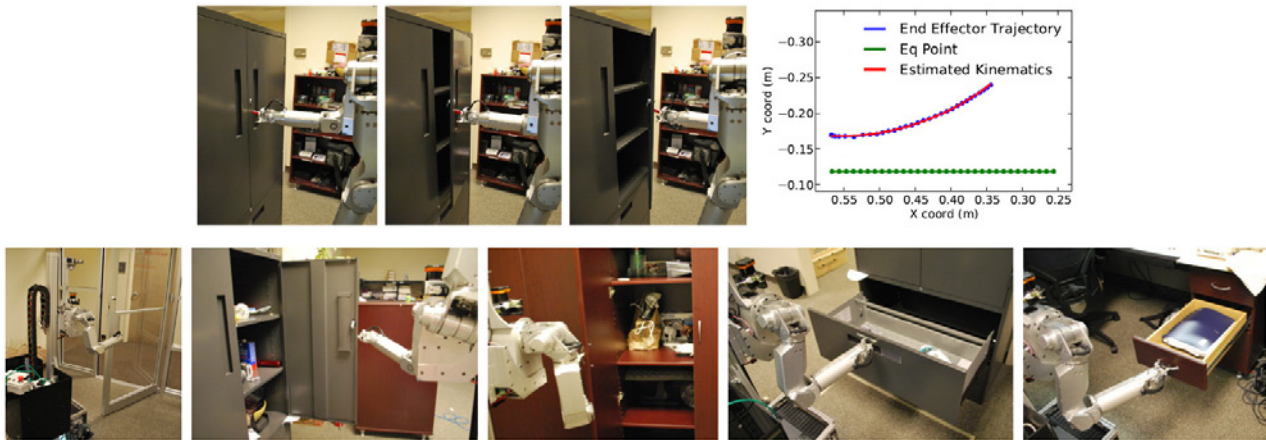 End Effector Trajectory
Eq Point
Estimated Kinematics
Y coord (m)
−0.30
−0.25
−0.20
−0.15
−0.10
0.55 0.50 0.45 0.40 0.35 0.30 0.25
X coord (m)